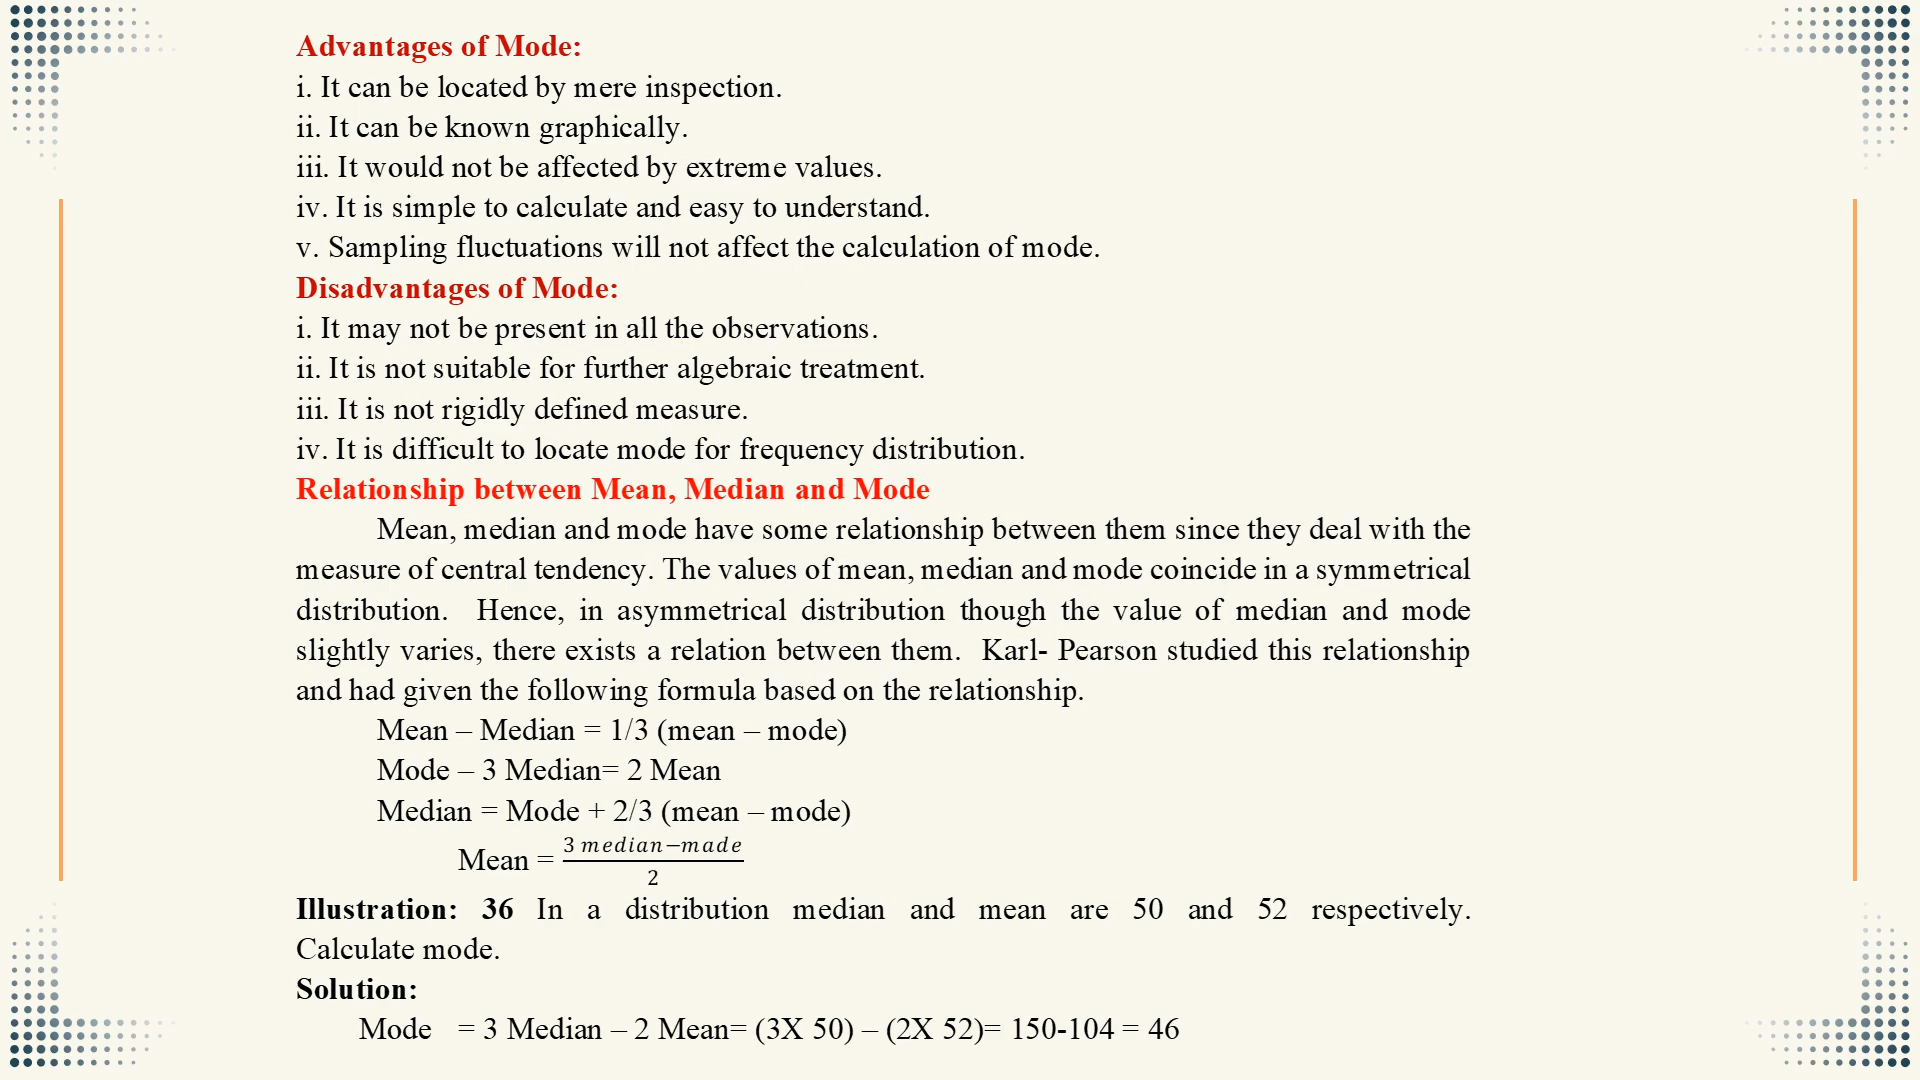 Advantages of Mode:
i. It can be located by mere inspection.
ii. It can be known graphically.
iii. It would not be affected by extreme values.
iv. It is simple to calculate and easy to understand.
v. Sampling fluctuations will not affect the calculation of mode.
Disadvantages of Mode:
i. It may not be present in all the observations.
ii. It is not suitable for further algebraic treatment.
iii. It is not rigidly defined measure.
iv. It is difficult to locate mode for frequency distribution.
Relationship between Mean, Median and Mode
Mean, median and mode have some relationship between them since they deal with the
measure of central tendency. The values of mean, median and mode coincide in a symmetrical
distribution. Hence, in asymmetrical distribution though the value of median and mode
slightly varies, there exists a relation between them. Karl- Pearson studied this relationship
and had given the following formula based on the relationship.
Mean – Median = 1/3 (mean – mode)
Mode – 3 Median= 2 Mean
Median = Mode + 2/3 (mean – mode)
Mean = 3 median−made / 2
Illustration: 36 In a distribution median and mean are 50 and 52 respectively.
Calculate mode.
Solution:
Mode = 3 Median – 2 Mean= (3X 50) – (2X 52)= 150-104 = 46